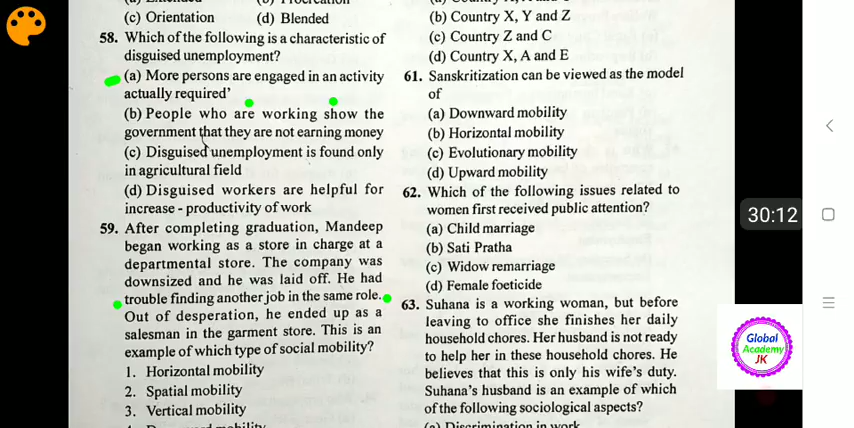 (c) Orientation (d) Blended
58. Which of the following is a characteristic of
disguised unemployment?
(a) More persons are engaged in an activity
actually required’
(b) People who are working show the
government that they are not earning money
(c) Disguised unemployment is found only
in agricultural field
(d) Disguised workers are helpful for
increase - productivity of work
59. After completing graduation, Mandeep
began working as a store in charge at a
departmental store. The company was
downsized and he was laid off. He had
trouble finding another job in the same role.
Out of desperation, he ended up as a
salesman in the garment store. This is an
example of which type of social mobility?
1. Horizontal mobility
2. Spatial mobility
3. Vertical mobility
(b) Country X, Y and Z
(c) Country Z and C
(d) Country X, A and E
61. Sanskritization can be viewed as the model
of
(a) Downward mobility
(b) Horizontal mobility
(c) Evolutionary mobility
(d) Upward mobility
62. Which of the following issues related to
women first received public attention?
(a) Child marriage
(b) Sati Pratha
(c) Widow remarriage
(d) Female foeticide
63. Suhana is a working woman, but before
leaving to office she finishes her daily
household chores. Her husband is not ready
to help her in these household chores. He
believes that this is only his wife’s duty.
Suhana’s husband is an example of which
of the following sociological aspects?
(a) Discrimination in work
30:12
Global
Academy
JK